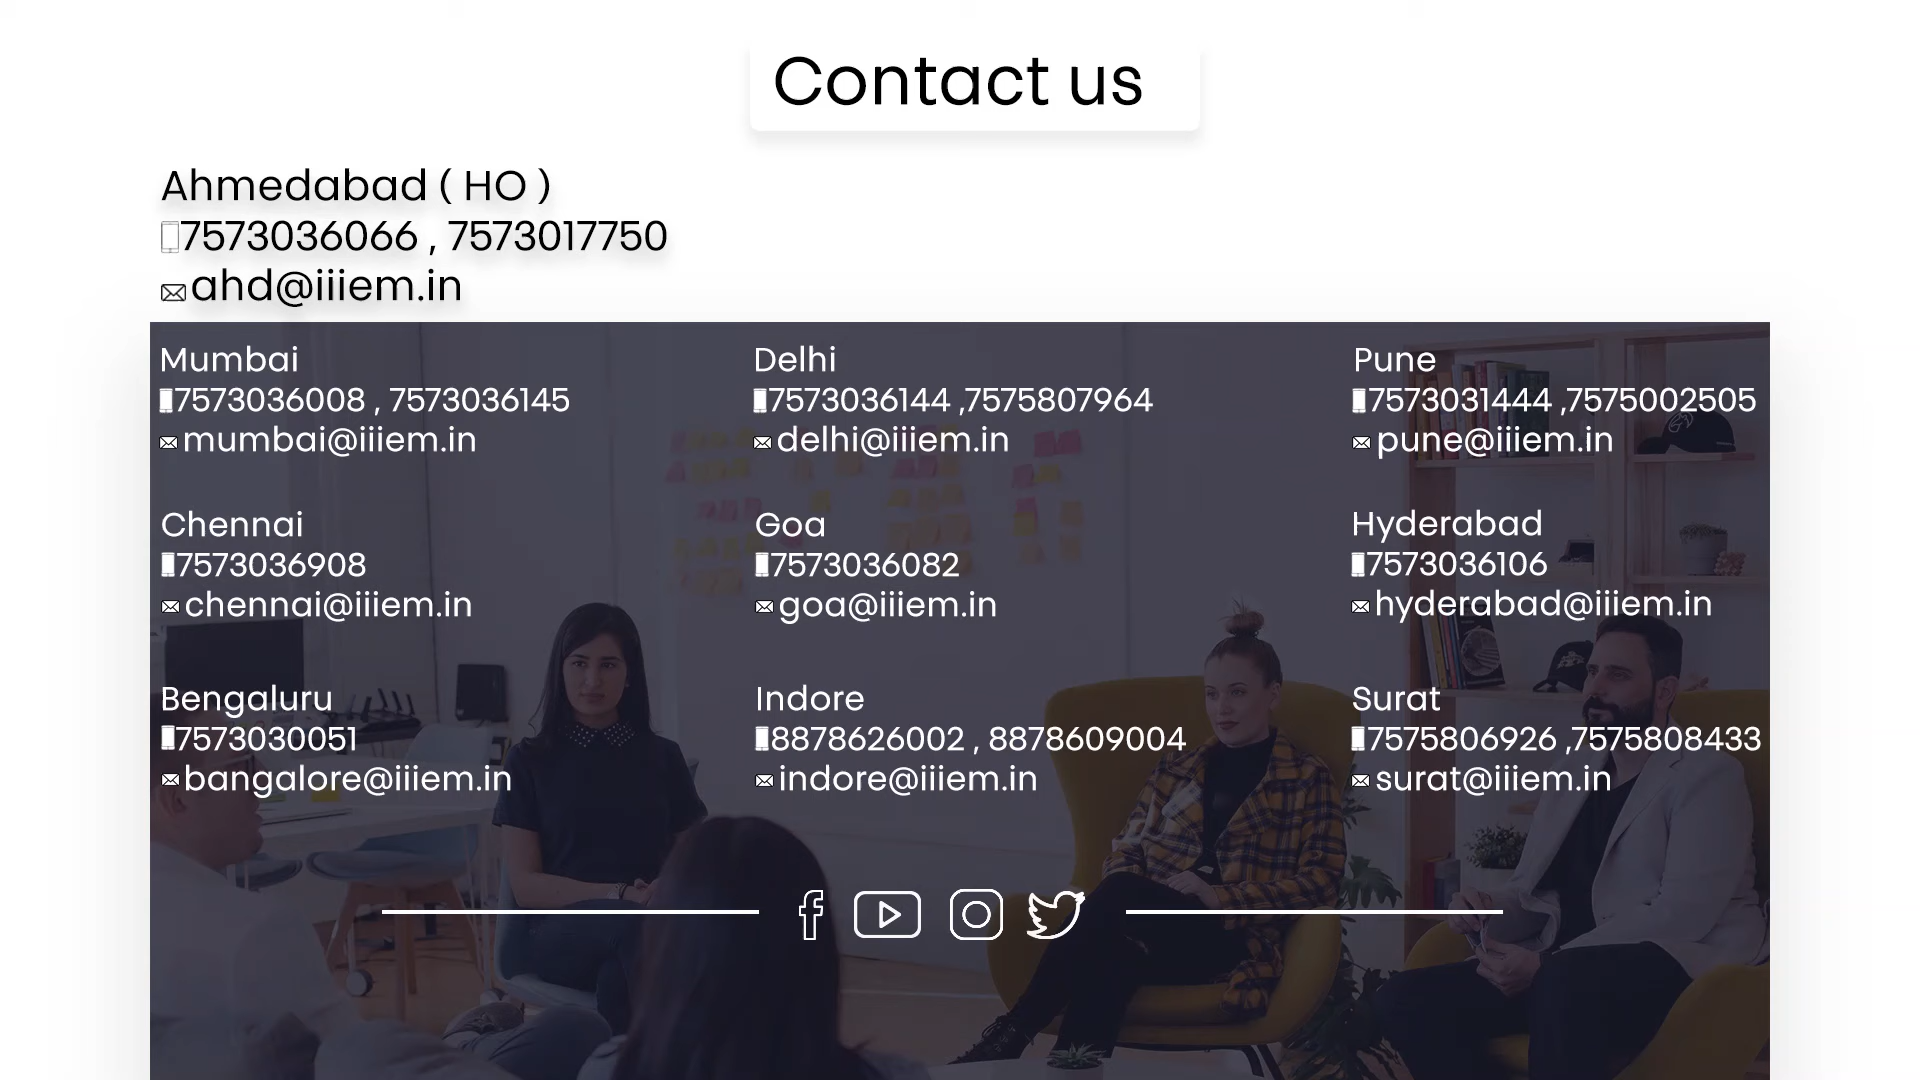 Contact us
Ahmedabad ( HO )
7573036066 , 7573017750
ahd@iiiem.in
Mumbai
7573036008 , 7573036145
mumbai@iiiem.in
Delhi
7573036144 ,7575807964
delhi@iiiem.in
Pune
7573031444 ,7575002505
pune@iiiem.in
Chennai
7573036908
chennai@iiiem.in
Goa
7573036082
goa@iiiem.in
Hyderabad
7573036106
hyderabad@iiiem.in
Bengaluru
7573030051
bangalore@iiiem.in
Indore
8878626002 , 8878609004
indore@iiiem.in
Surat
7575806926 ,7575808433
surat@iiiem.in